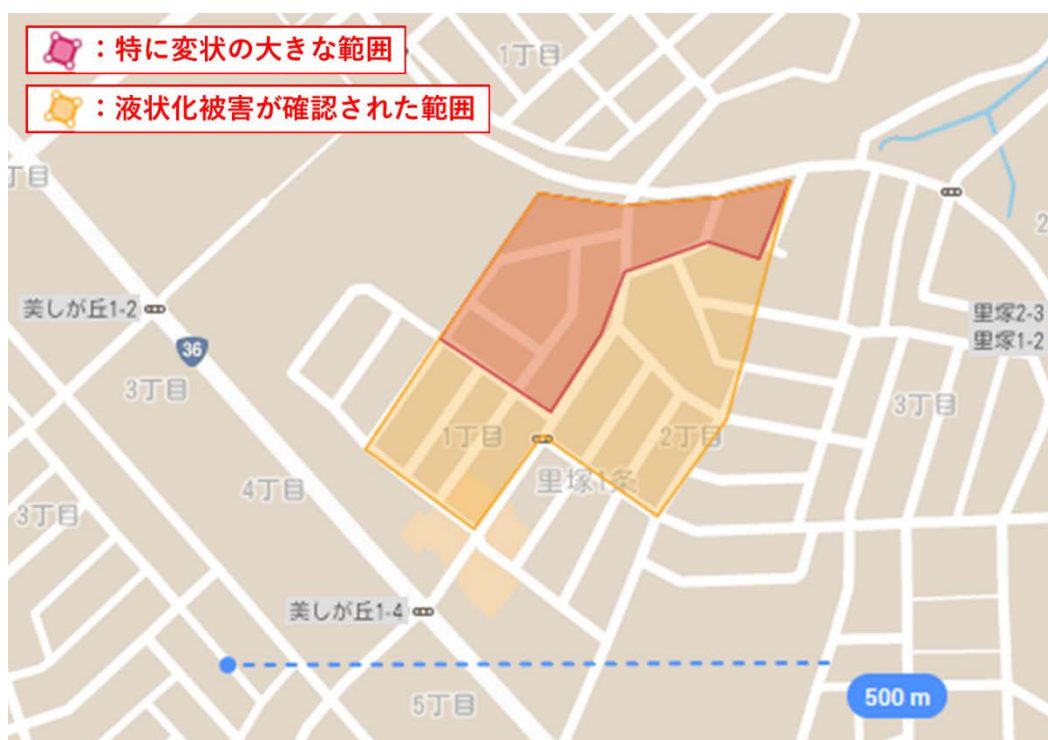 ：特に変状の大きな範囲
：液状化被害が確認された範囲
1丁目
丁目
2
美しが丘1-2
里塚2-3
里塚1-2
36
3丁目
3丁目
1丁目
2丁目
里塚1条
4丁目
3丁目
美しが丘1-4
5丁目
500 m